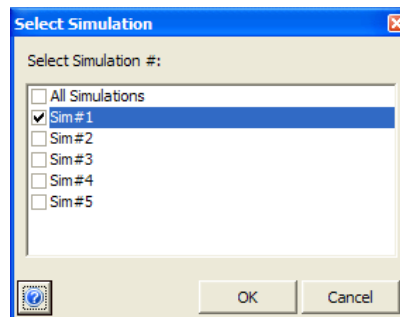 Select Simulation
Select Simulation #:
All Simulations
Sim#1
Sim#2
Sim#3
Sim#4
Sim#5
OK Cancel